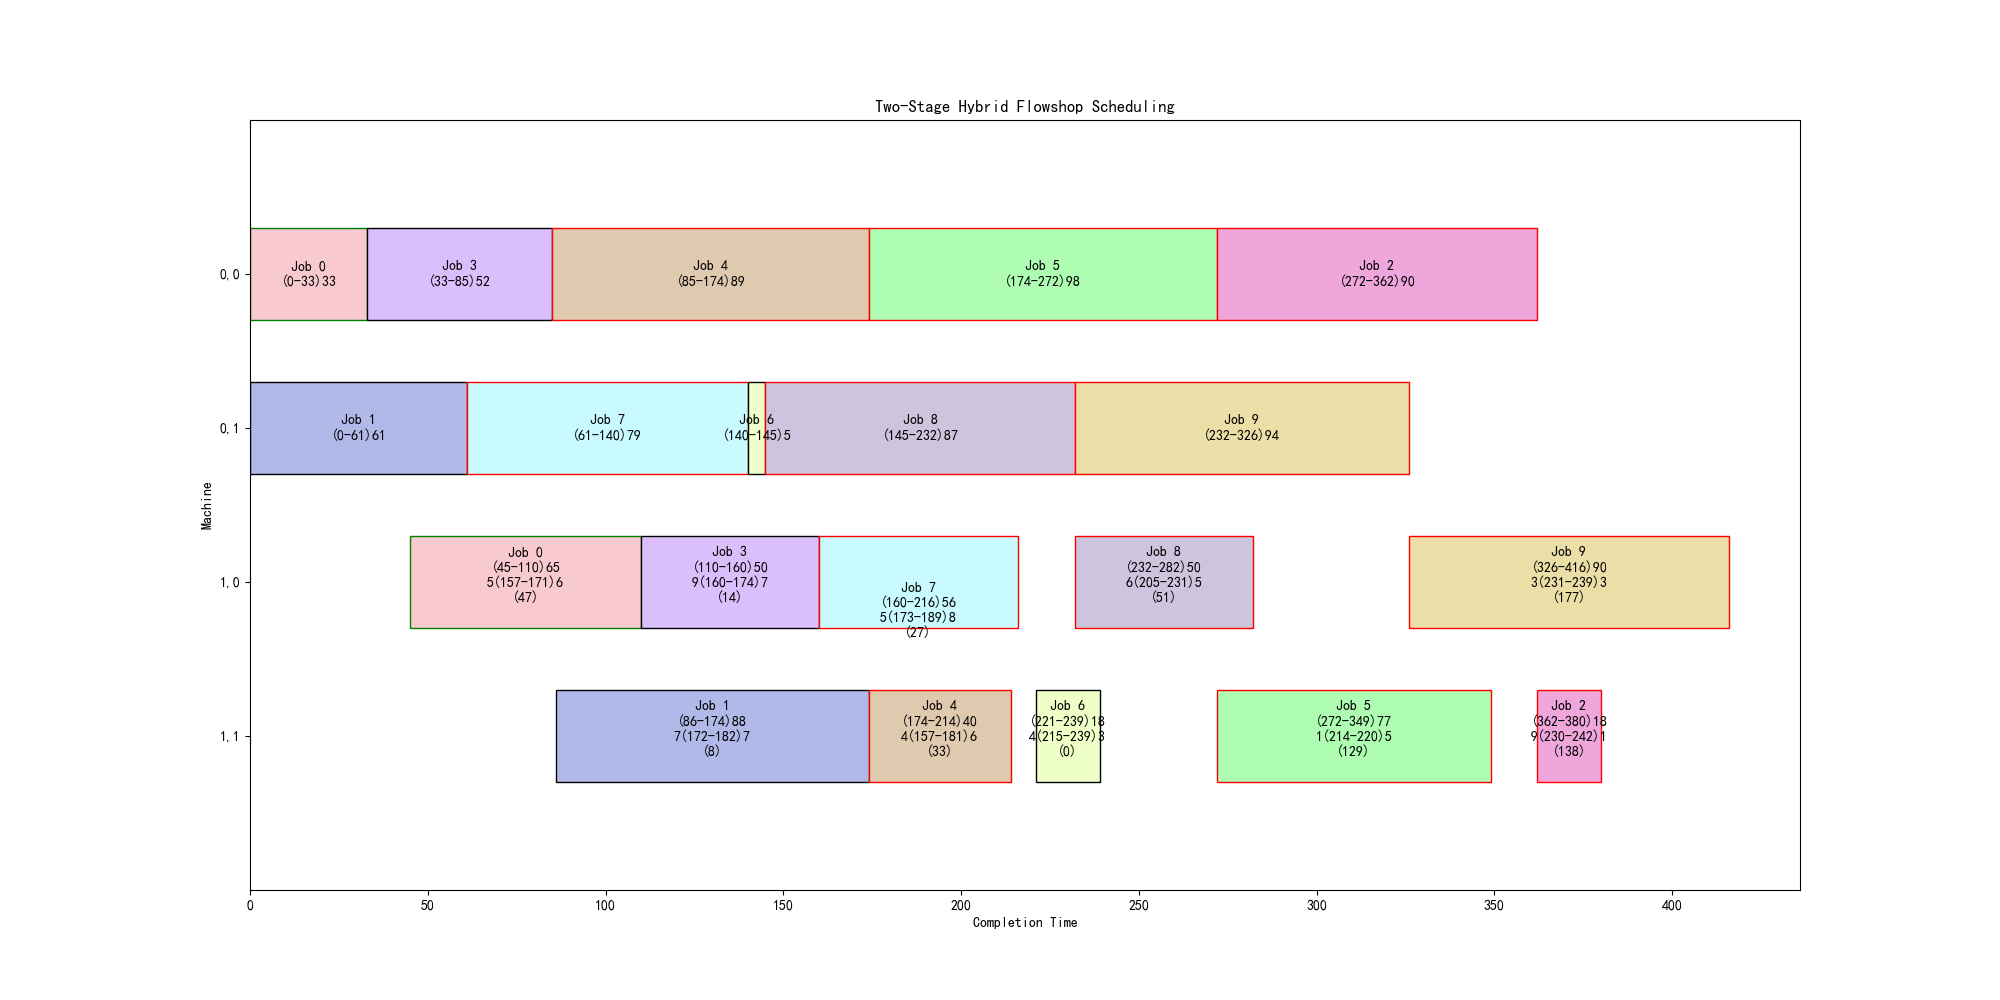 Two-Stage Hybrid Flowshop Scheduling
0,0
Job 0
(0-33)33
Job 3
(33-85)52
Job 4
(85-174)89
Job 5
(174-272)98
Job 2
(272-362)90
0,1
Job 1
(0-61)61
Job 7
(61-140)79
Job 6
(140-145)5
Job 8
(145-232)87
Job 9
(232-326)94
Machine
1,0
Job 0
(45-110)65
5(157-171)6
(47)
Job 3
(110-160)50
9(160-174)7
(14)
Job 7
(160-216)56
5(173-189)8
(27)
Job 8
(232-282)50
6(205-231)5
(51)
Job 9
(326-416)90
3(231-239)3
(177)
1,1
Job 1
(86-174)88
7(172-182)7
(8)
Job 4
(174-214)40
4(157-181)6
(33)
Job 6
(221-239)18
4(215-239)3
(0)
Job 5
(272-349)77
1(214-220)5
(129)
Job 2
(362-380)18
9(230-242)1
(138)
0 50 100 150 200 250 300 350 400
Completion Time